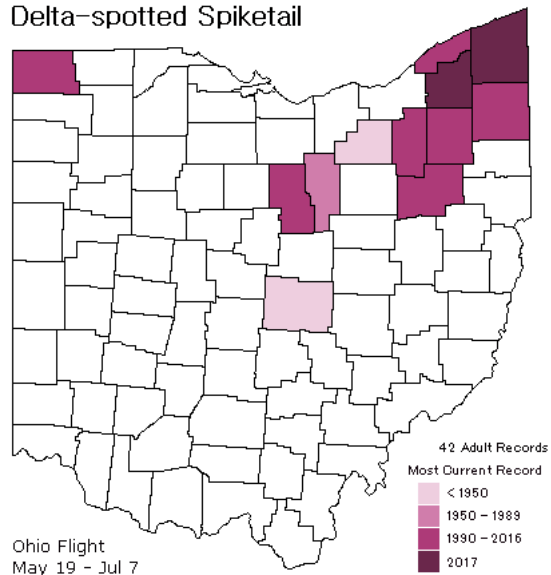 Delta-spotted Spiketail
42 Adult Records
Most Current Record
< 1950
1950 - 1989
1990 - 2016
2017
Ohio Flight
May 19 - Jul 7